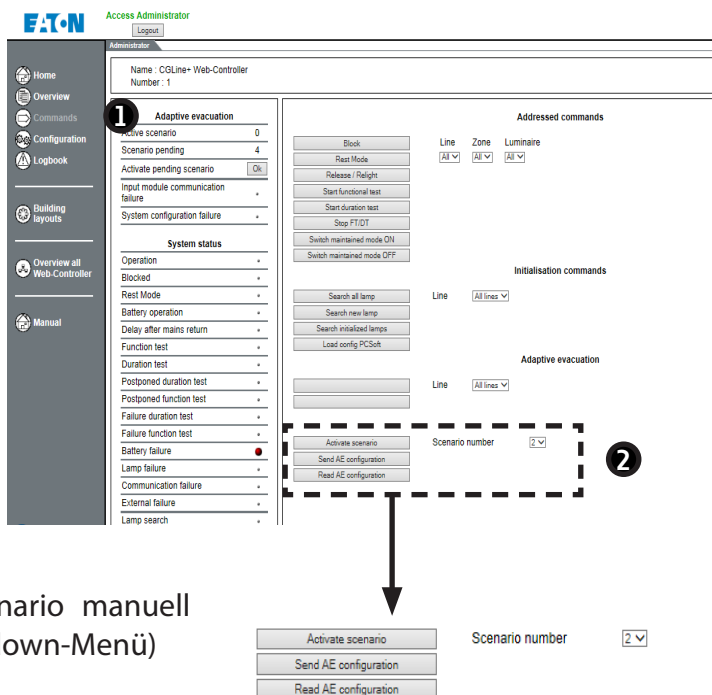 EATON
Access Administrator
Logout
Administrator
Home
Overview
Commands
Configuration
Logbook
Building
layouts
Overview all
Web-Controller
Manual
Name : CGLine+ Web-Controller
Number : 1
1
Adaptive evacuation
Active scenario 0
Scenario pending 4
Activate pending scenario Ok
Input module communication
failure
System configuration failure
System status
Operation
Blocked
Rest Mode
Battery operation
Delay after mains return
Function test
Duration test
Postponed duration test
Postponed function test
Failure duration test
Failure function test
Battery failure
Lamp failure
Communication failure
External failure
Lamp search
Addressed commands
Block Line Zone Luminaire
Rest Mode All All All
Release / Relight
Start functional test
Start duration test
Stop FT/DT
Switch maintained mode ON
Switch maintained mode OFF
Initialisation commands
Search all lamp Line All lines
Search new lamp
Search initialized lamps
Load config PCSoft
Adaptive evacuation
Line All lines
Activate scenario Scenario number 2
Send AE configuration
Read AE configuration
2
nario manuell
down-Menü)
Activate scenario Scenario number 2
Send AE configuration
Read AE configuration